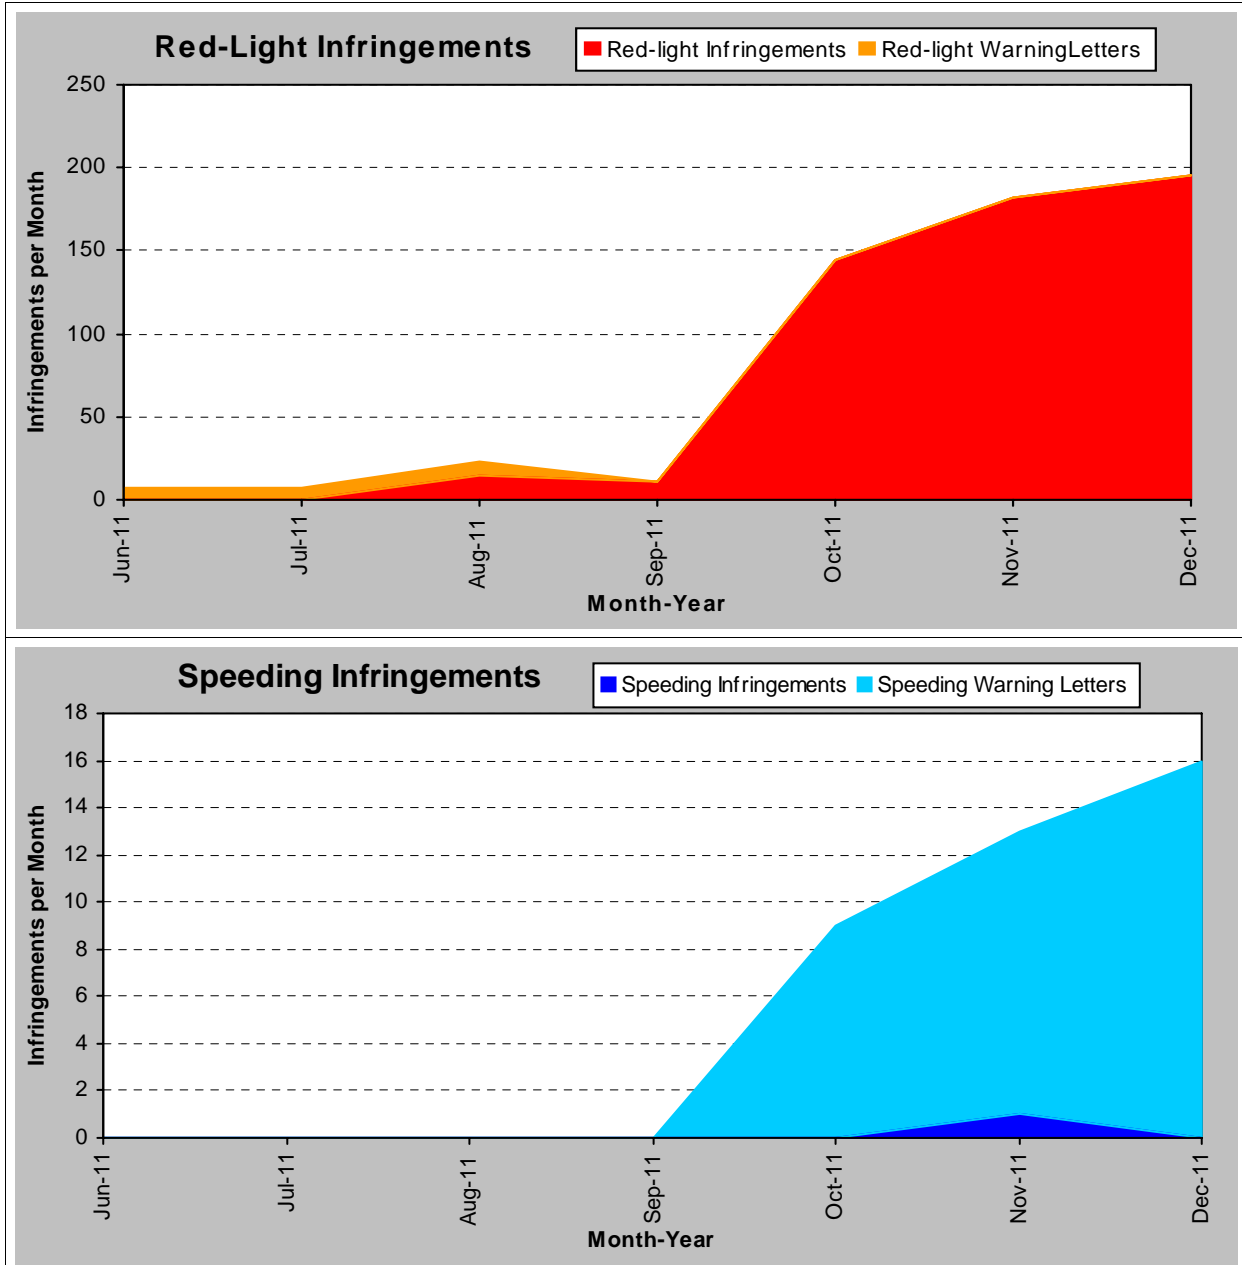 Red-Light Infringements
Red-light Infringements Red-light WarningLetters
250
200
150
100
50
0
Infringements per Month
Jun-11
Jul-11
Aug-11
Sep-11
Oct-11
Nov-11
Dec-11
Month-Year
Speeding Infringements
Speeding Infringements Speeding Warning Letters
18
16
14
12
10
8
6
4
2
0
Infringements per Month
Jun-11
Jul-11
Aug-11
Sep-11
Oct-11
Nov-11
Dec-11
Month-Year